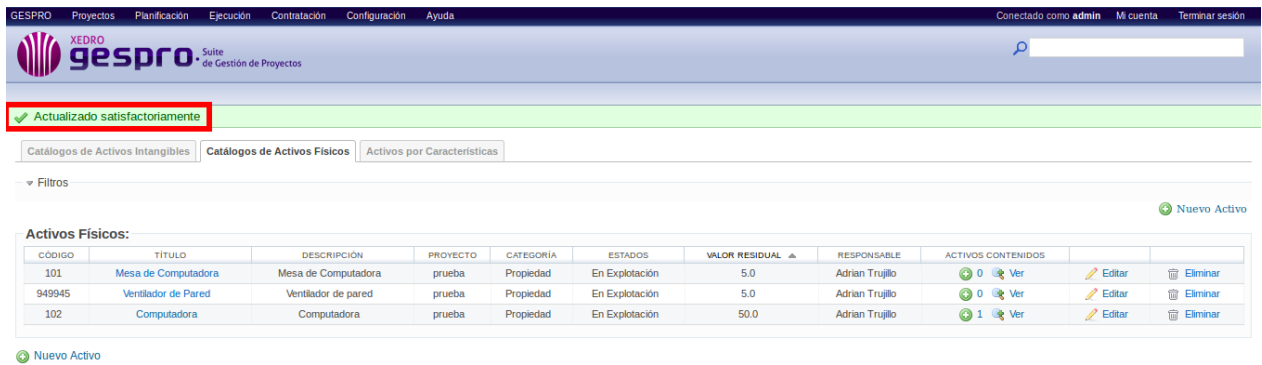 GESPRO Proyectos Planificación Ejecución Contratación Configuración Ayuda Conectado como admin Mi cuenta Terminar sesión
XEDRO
gespro. Suite de Gestión de Proyectos
Actualizado satisfactoriamente
Catálogos de Activos Intangibles Catálogos de Activos Físicos Activos por Características
Filtros
Nuevo Activo
Activos Físicos:
CÓDIGO TÍTULO DESCRIPCIÓN PROYECTO CATEGORÍA ESTADOS VALOR RESIDUAL RESPONSABLE ACTIVOS CONTENIDOS
101 Mesa de Computadora Mesa de Computadora prueba Propiedad En Explotación 5.0 Adrian Trujillo 0 Ver Editar Eliminar
949945 Ventilador de Pared Ventilador de pared prueba Propiedad En Explotación 5.0 Adrian Trujillo 0 Ver Editar Eliminar
102 Computadora Computadora prueba Propiedad En Explotación 50.0 Adrian Trujillo 1 Ver Editar Eliminar
Nuevo Activo